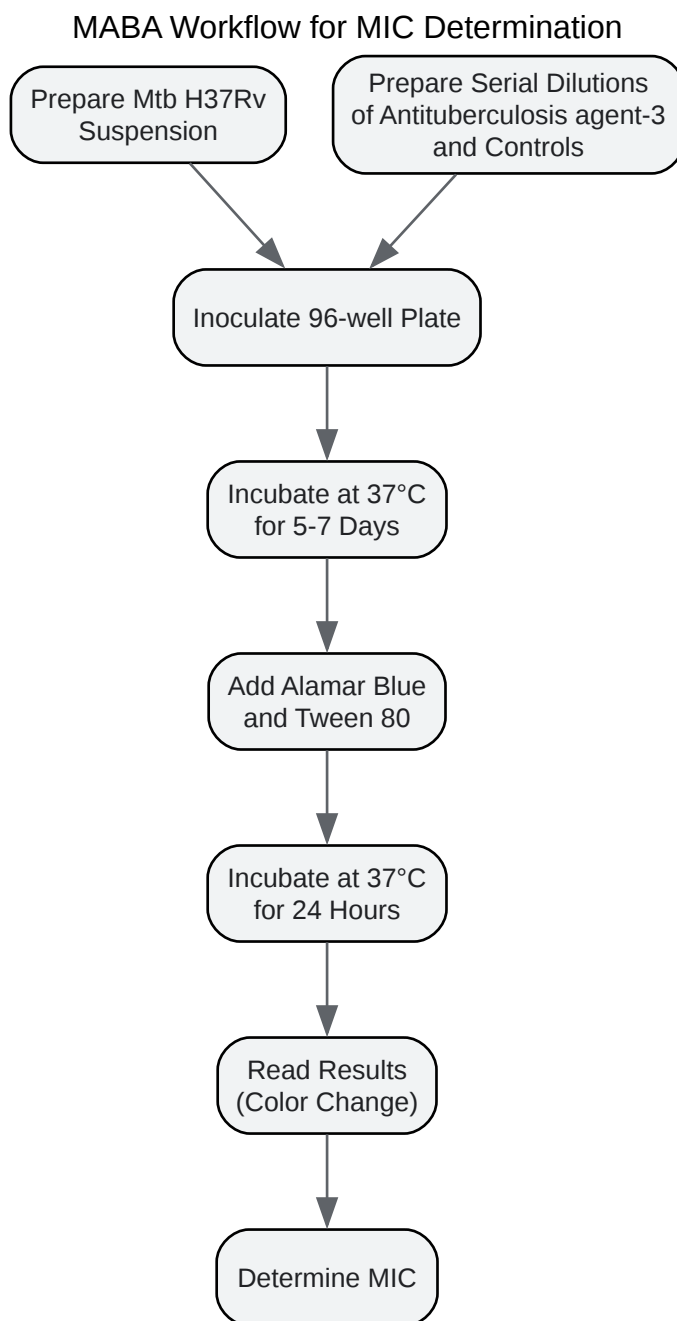 MABA Workflow for MIC Determination
Prepare Mtb H37Rv
Suspension
Prepare Serial Dilutions
of Antituberculosis agent-3
and Controls
Inoculate 96-well Plate
Incubate at 37°C
for 5-7 Days
Add Alamar Blue
and Tween 80
Incubate at 37°C
for 24 Hours
Read Results
(Color Change)
Determine MIC